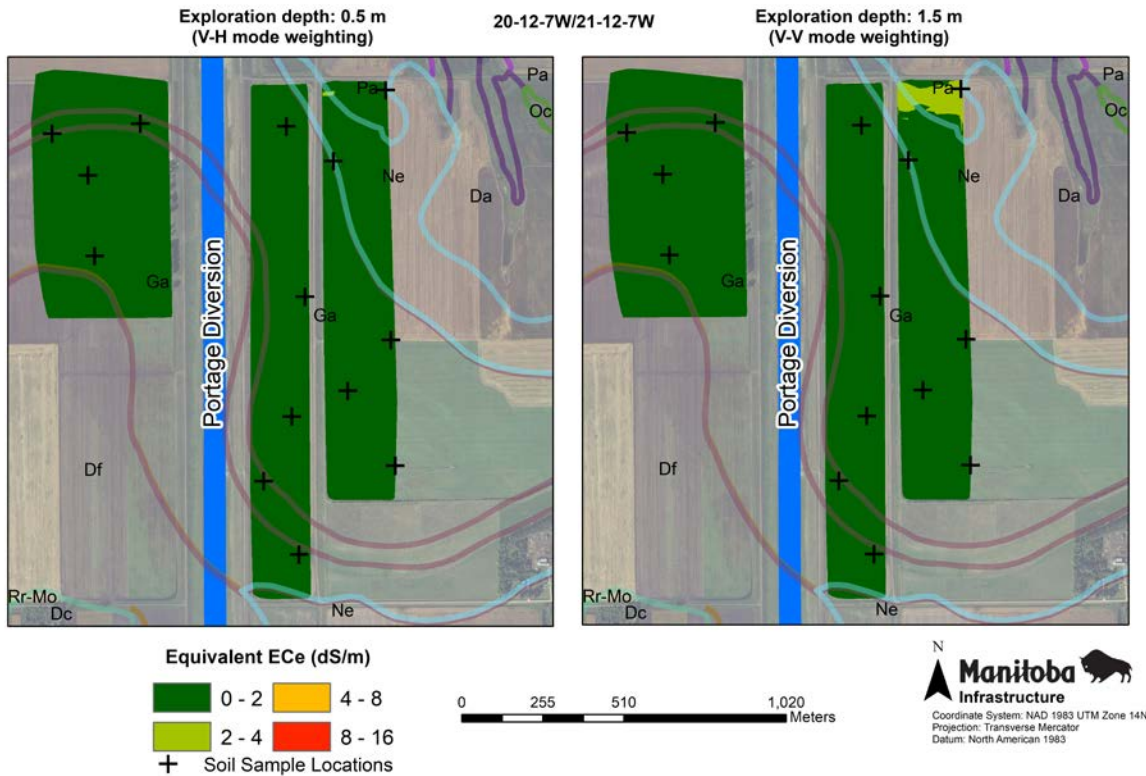 Exploration depth: 0.5 m
(V-H mode weighting)
20-12-7W/21-12-7W
Exploration depth: 1.5 m
(V-V mode weighting)
Pa
Pa
Oc
Ne
Da
Ga
Ga
Portage Diversion
Df
Rr-Mo
Dc
Ne
Pa
Pa
Oc
Ne
Da
Ga
Ga
Portage Diversion
Df
Rr-Mo
Dc
Ne
Equivalent ECe (dS/m)
0 - 2
4 - 8
2 - 4
8 - 16
Soil Sample Locations
0 255 510 1,020
Meters
N
Manitoba
Infrastructure
Coordinate System: NAD 1983 UTM Zone 14N
Projection: Transverse Mercator
Datum: North American 1983